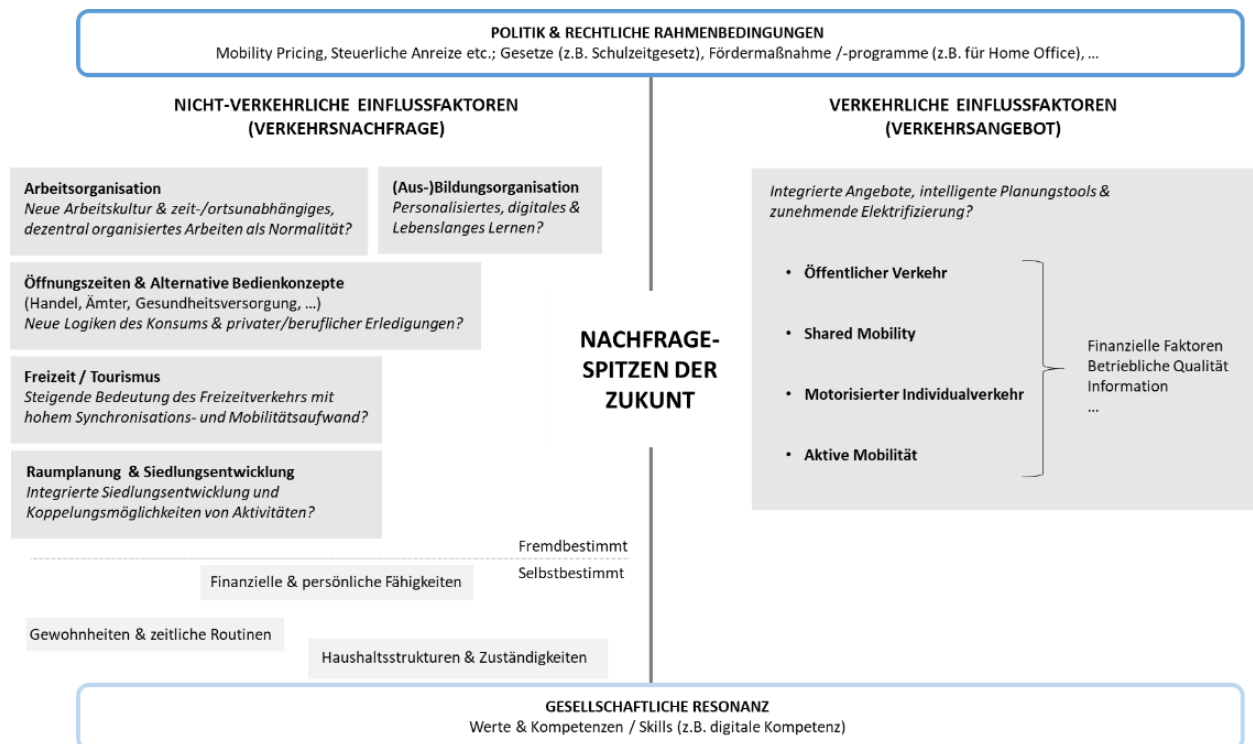 POLITIK & RECHTLICHE RAHMENBEDINGUNGEN
Mobility Pricing, Steuerliche Anreize etc.; Gesetze (z.B. Schulzeitgesetz), Fördermaßnahme /-programme (z.B. für Home Office), ...
NICHT-VERKEHRLICHE EINFLUSSFAKTOREN
(VERKEHRSNACHFRAGE)
Arbeitsorganisation
Neue Arbeitskultur & zeit-/ortsunabhängiges,
dezentral organisiertes Arbeiten als Normalität?
(Aus-)Bildungsorganisation
Personalisiertes, digitales &
Lebenslanges Lernen?
Öffnungszeiten & Alternative Bedienkonzepte
(Handel, Ämter, Gesundheitsversorgung, ...)
Neue Logiken des Konsums & privater/beruflicher Erledigungen?
Freizeit / Tourismus
Steigende Bedeutung des Freizeitverkehrs mit
hohem Synchronisations- und Mobilitätsaufwand?
Raumplanung & Siedlungsentwicklung
Integrierte Siedlungsentwicklung und
Koppelungsmöglichkeiten von Aktivitäten?
Fremdbestimmt
Selbstbestimmt
Finanzielle & persönliche Fähigkeiten
Gewohnheiten & zeitliche Routinen
Haushaltsstrukturen & Zuständigkeiten
NACHFRAGE-
SPITZEN DER
ZUKUNT
VERKEHRLICHE EINFLUSSFAKTOREN
(VERKEHRSANGEBOT)
Integrierte Angebote, intelligente Planungstools &
zunehmende Elektrifizierung?
• Öffentlicher Verkehr
• Shared Mobility
• Motorisierter Individualverkehr
• Aktive Mobilität
Finanzielle Faktoren
Betriebliche Qualität
Information
...
GESELLSCHAFTLICHE RESONANZ
Werte & Kompetenzen / Skills (z.B. digitale Kompetenz)